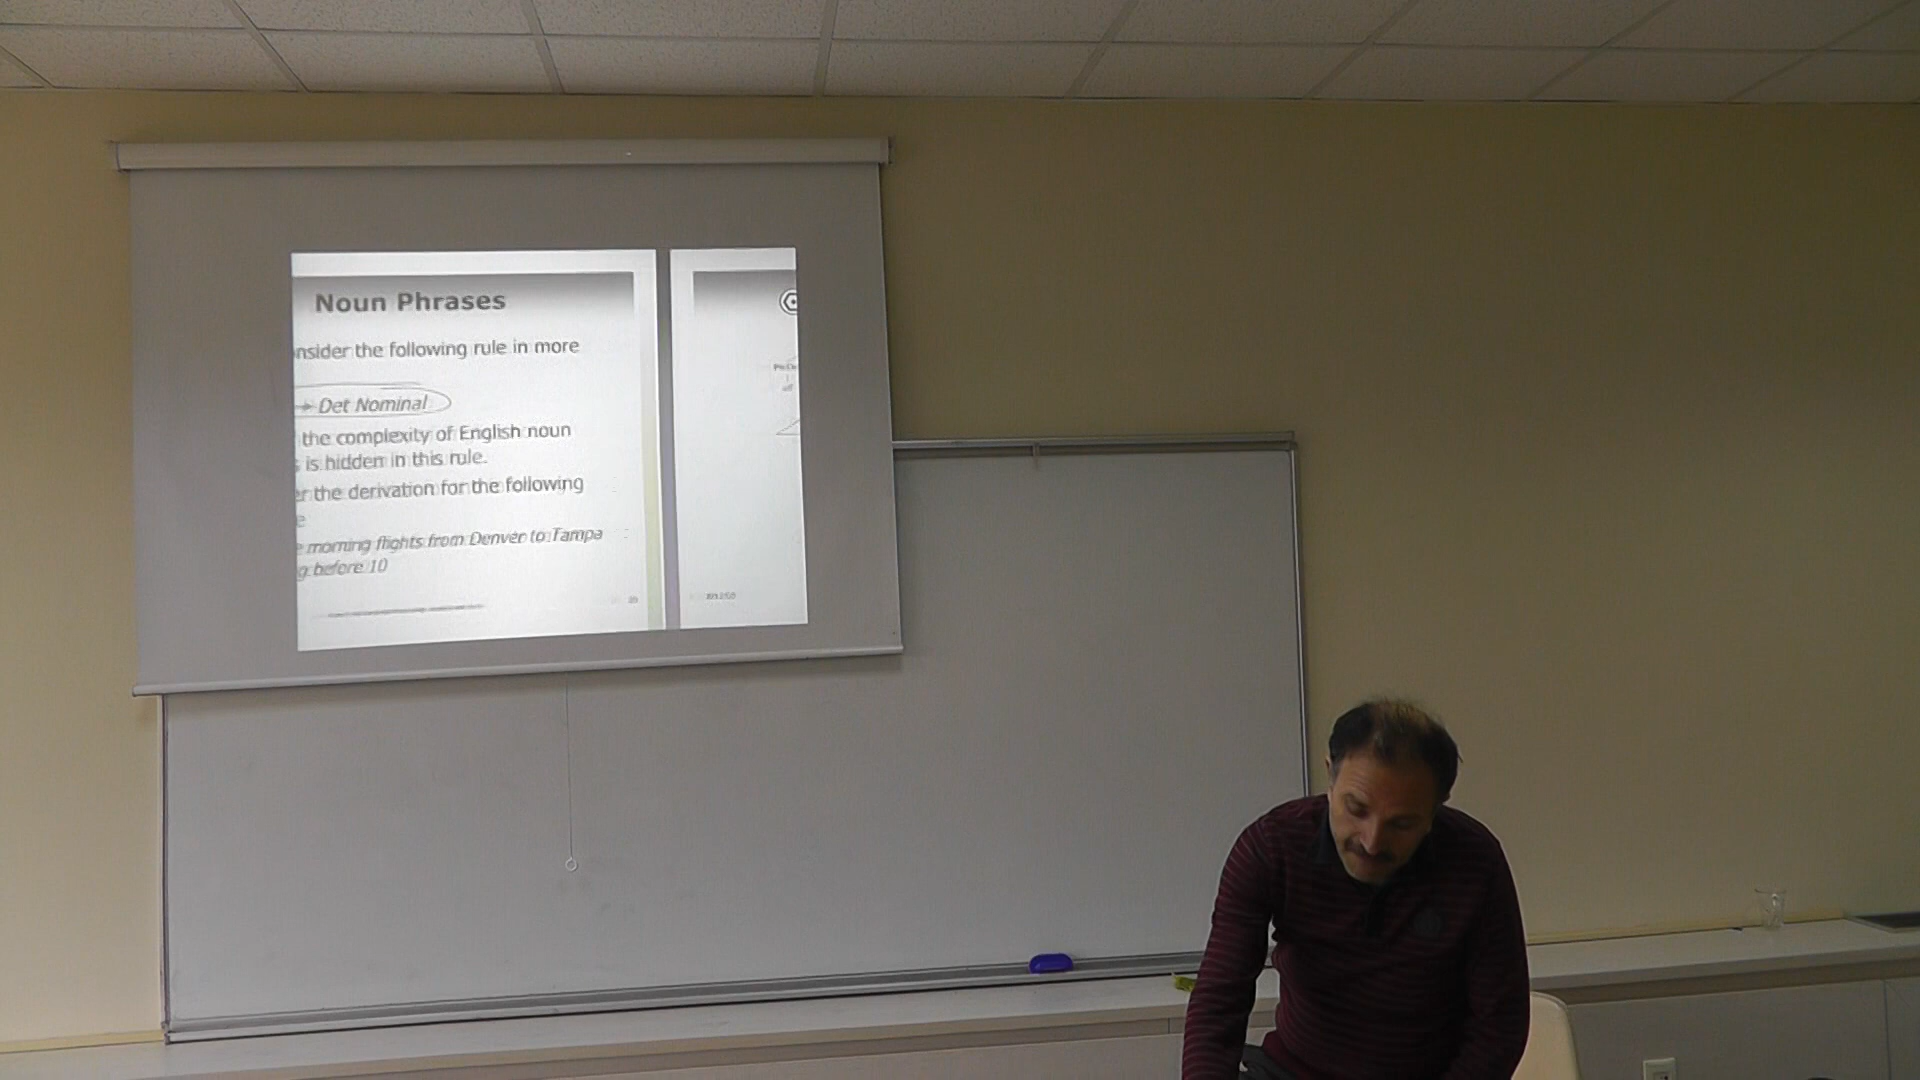 Noun Phrases
nsider the following rule in more
→ Det Nominal
the complexity of English noun
s is hidden in this rule.
er the derivation for the following
e
e morning flights from Denver to Tampa
g before 10